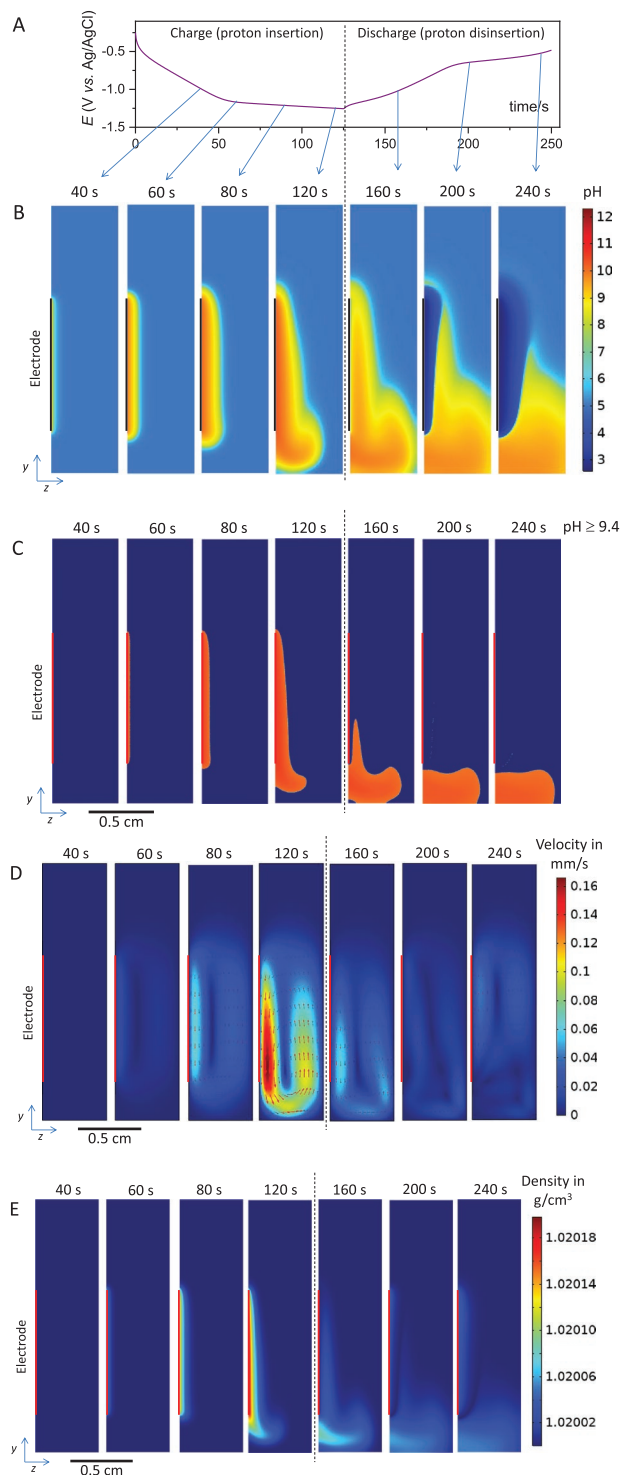 A
Charge (proton insertion) Discharge (proton disinsertion)
E (V vs. Ag/AgCl)
-0.5
-1.0
-1.5
0 50 100 150 200 250
time/s
40 s 60 s 80 s 120 s 160 s 200 s 240 s pH
B
Electrode
y
z
12
11
10
9
8
7
6
5
4
3
40 s 60 s 80 s 120 s 160 s 200 s 240 s pH ≥ 9.4
C
Electrode
y
z
0.5 cm
Velocity in
mm/s
40 s 60 s 80 s 120 s 160 s 200 s 240 s
D
Electrode
y
z
0.5 cm
0.16
0.14
0.12
0.10
0.08
0.06
0.04
0.02
0
Density in
g/cm³
40 s 60 s 80 s 120 s 160 s 200 s 240 s
E
Electrode
y
z
0.5 cm
1.02018
1.02014
1.02010
1.02006
1.02002